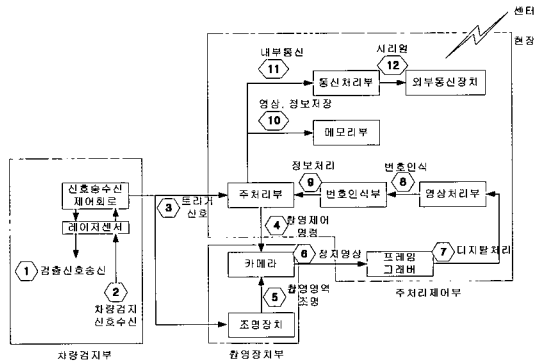 센터
현장
내부통신
11
통신처리부
시리얼
12
외부통신장치
영상, 정보저장
10
메모리부
신호송수신
제어회로
레이저센서
1
검출신호송신
2
차량검지
신호수신
차량검지부
3
트리거
신호
주처리부
정보처리
9
번호인식부
번호인식
8
영상처리부
4
촬영제어
명령
카메라
6
정지영상
프레임
그래버
7
디지탈처리
주처리제어부
5
촬영영역
조명
조명장치
촬영장치부